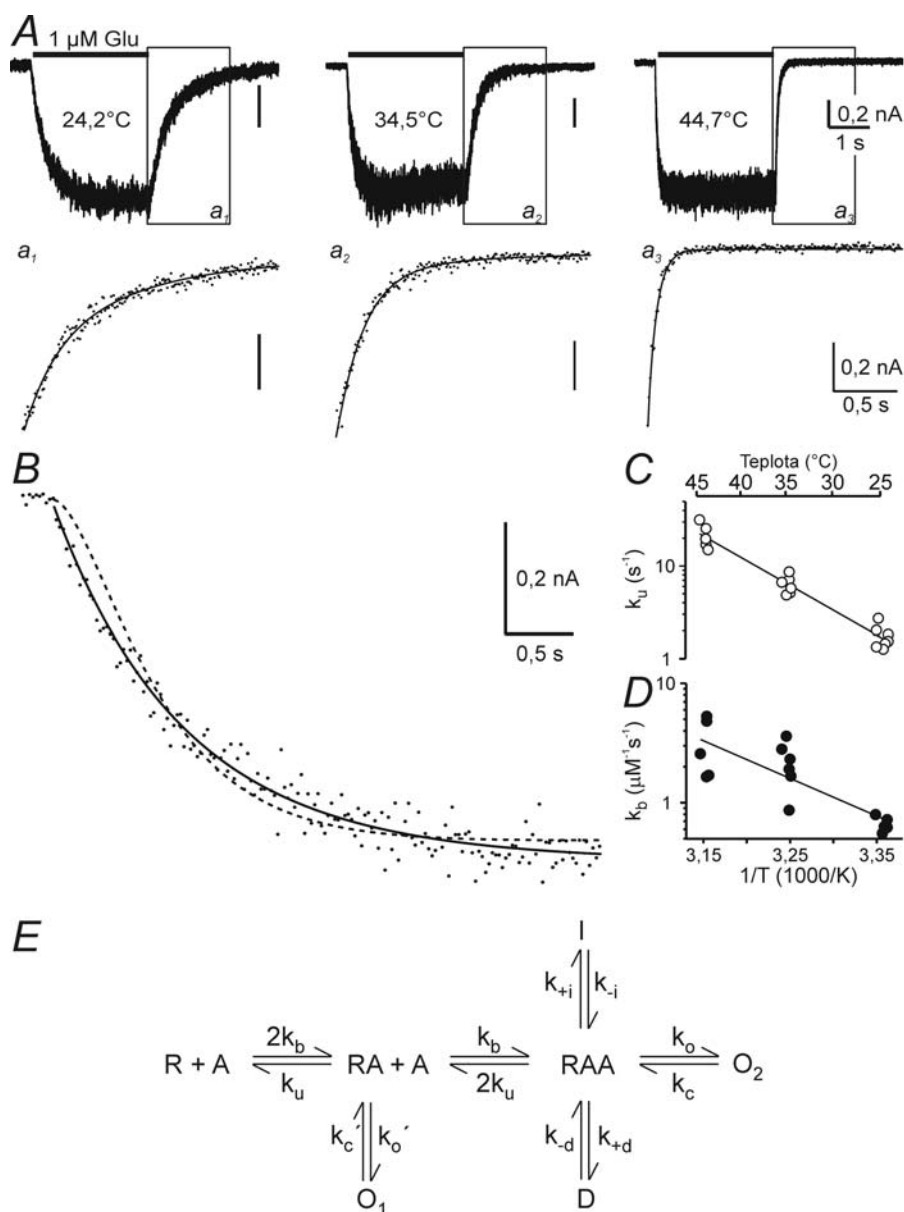 A
1 μM Glu
24,2°C
34,5°C
44,7°C
0,2 nA
1 s
a1
a2
a3
a1
a2
a3
0,2 nA
0,5 s
B
0,2 nA
0,5 s
C
Teplota (°C)
45 40 35 30 25
10
1
ku (s-1)
D
10
1
kb (μM-1s-1)
3,15 3,25 3,35
1/T (1000/K)
E
I
k+i k-i
2kb kb ko
R + A RA + A RAA O2
ku 2ku kc
kc´ ko´ k-d k+d
O1 D